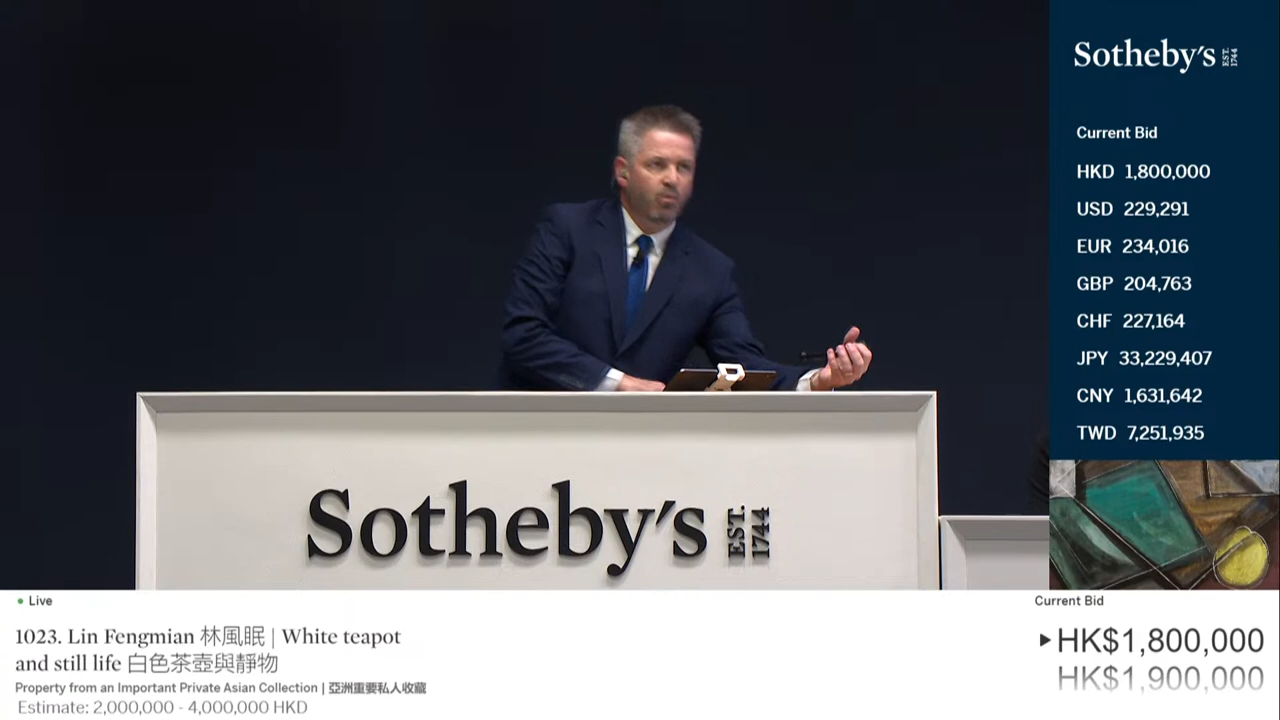 Sotheby's EST. 1744
Current Bid
HKD 1,800,000
USD 229,291
EUR 234,016
GBP 204,763
CHF 227,164
JPY 33,229,407
CNY 1,631,642
TWD 7,251,935
Sotheby's EST. 1744
Live
1023. Lin Fengmian 林風眠 | White teapot
and still life 白色茶壺與靜物
Property from an Important Private Asian Collection | 亞洲重要私人收藏
Estimate: 2,000,000 - 4,000,000 HKD
Current Bid
HK$1,800,000
HK$1,900,000